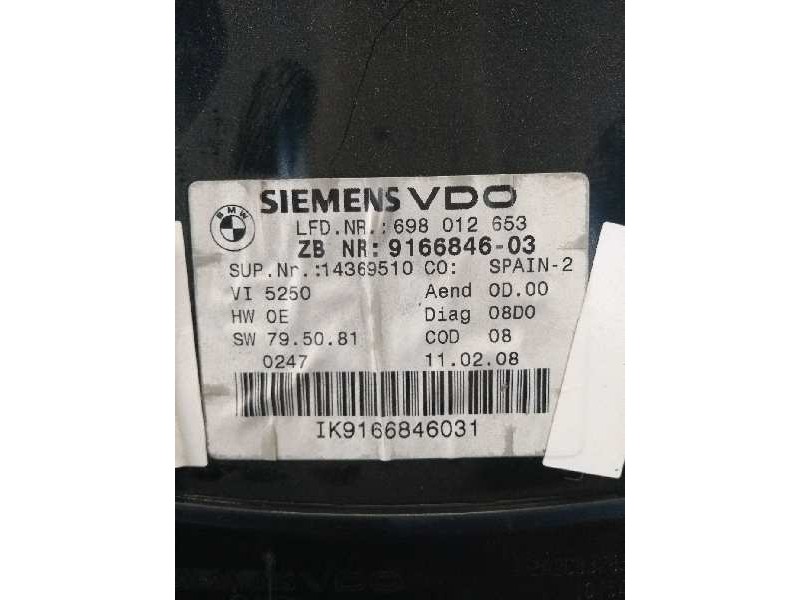 SIEMENS VDO
BMW
LFD.NR.:698 012 653
ZB NR:9166846-03
SUP.Nr.:14369510 CO: SPAIN-2
VI 5250 Aend 0D.00
HW 0E Diag 08D0
SW 79.50.81 COD 08
0247 11.02.08
IK9166846031